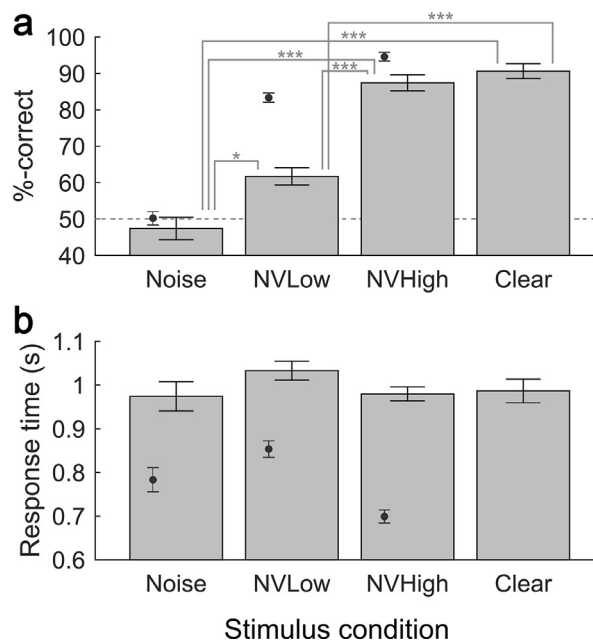 a
100
90
80
70
60
50
40
%-correct
***
***
***
***
*
Noise NVLow NVHigh Clear
b
1.1
1
0.9
0.8
0.7
0.6
Response time (s)
Noise NVLow NVHigh Clear
Stimulus condition